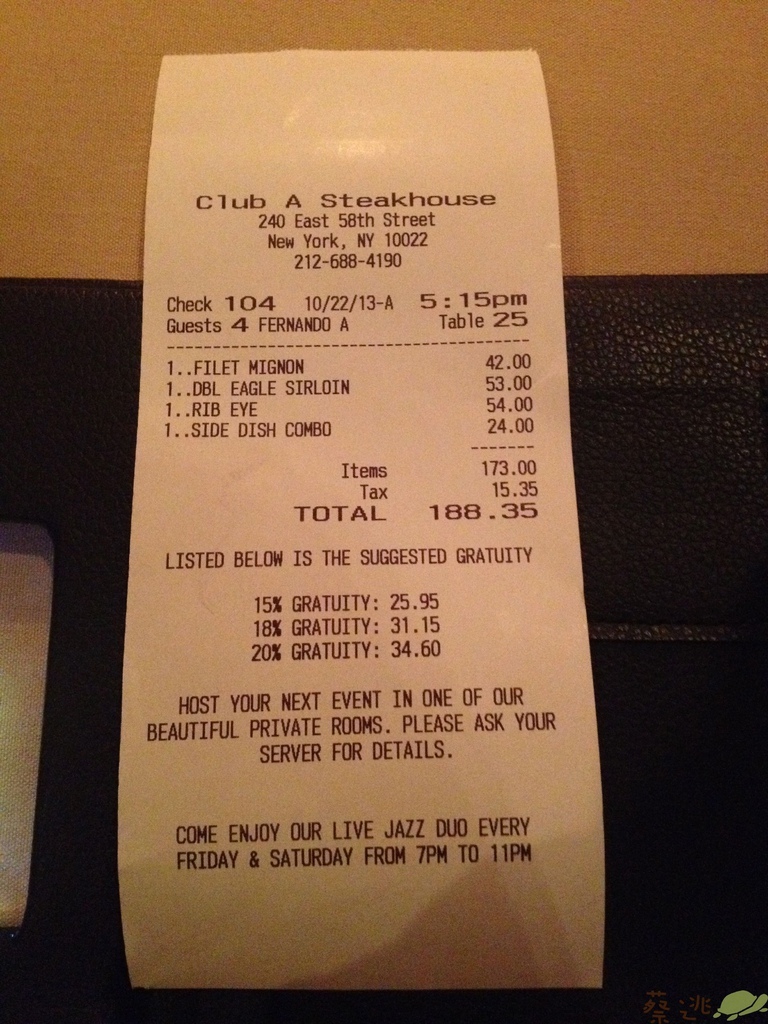 Club A Steakhouse
240 East 58th Street
New York, NY 10022
212-688-4190
Check 104 10/22/13-A 5:15pm
Guests 4 FERNANDO A Table 25
1..FILET MIGNON 42.00
1..DBL EAGLE SIRLOIN 53.00
1..RIB EYE 54.00
1..SIDE DISH COMBO 24.00
Items 173.00
Tax 15.35
TOTAL 188.35
LISTED BELOW IS THE SUGGESTED GRATUITY
15% GRATUITY: 25.95
18% GRATUITY: 31.15
20% GRATUITY: 34.60
HOST YOUR NEXT EVENT IN ONE OF OUR
BEAUTIFUL PRIVATE ROOMS. PLEASE ASK YOUR
SERVER FOR DETAILS.
COME ENJOY OUR LIVE JAZZ DUO EVERY
FRIDAY & SATURDAY FROM 7PM TO 11PM
蔡逃